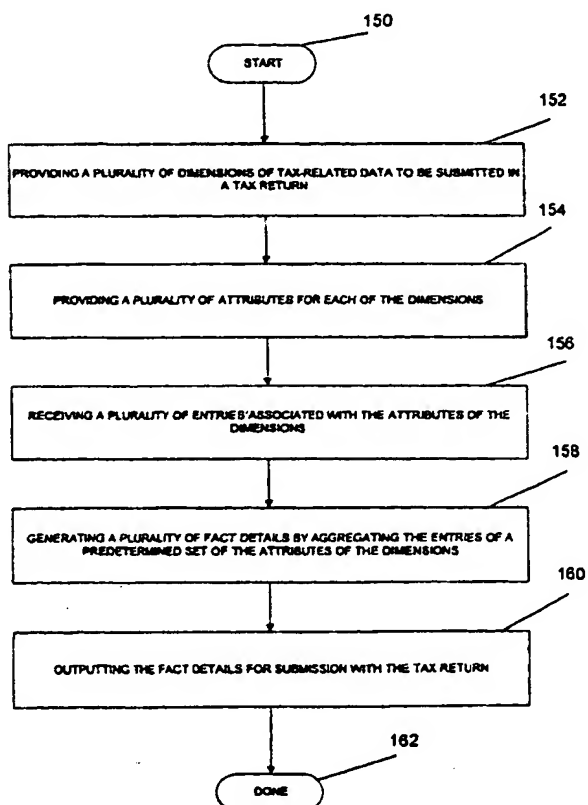 150
START
152
PROVIDING A PLURALITY OF DIMENSIONS OF TAX-RELATED DATA TO BE SUBMITTED IN
A TAX RETURN
154
PROVIDING A PLURALITY OF ATTRIBUTES FOR EACH OF THE DIMENSIONS
156
RECEIVING A PLURALITY OF ENTRIES ASSOCIATED WITH THE ATTRIBUTES OF THE
DIMENSIONS
158
GENERATING A PLURALITY OF FACT DETAILS BY AGGREGATING THE ENTRIES OF A
PREDETERMINED SET OF THE ATTRIBUTES OF THE DIMENSIONS
160
OUTPUTTING THE FACT DETAILS FOR SUBMISSION WITH THE TAX RETURN
162
DONE